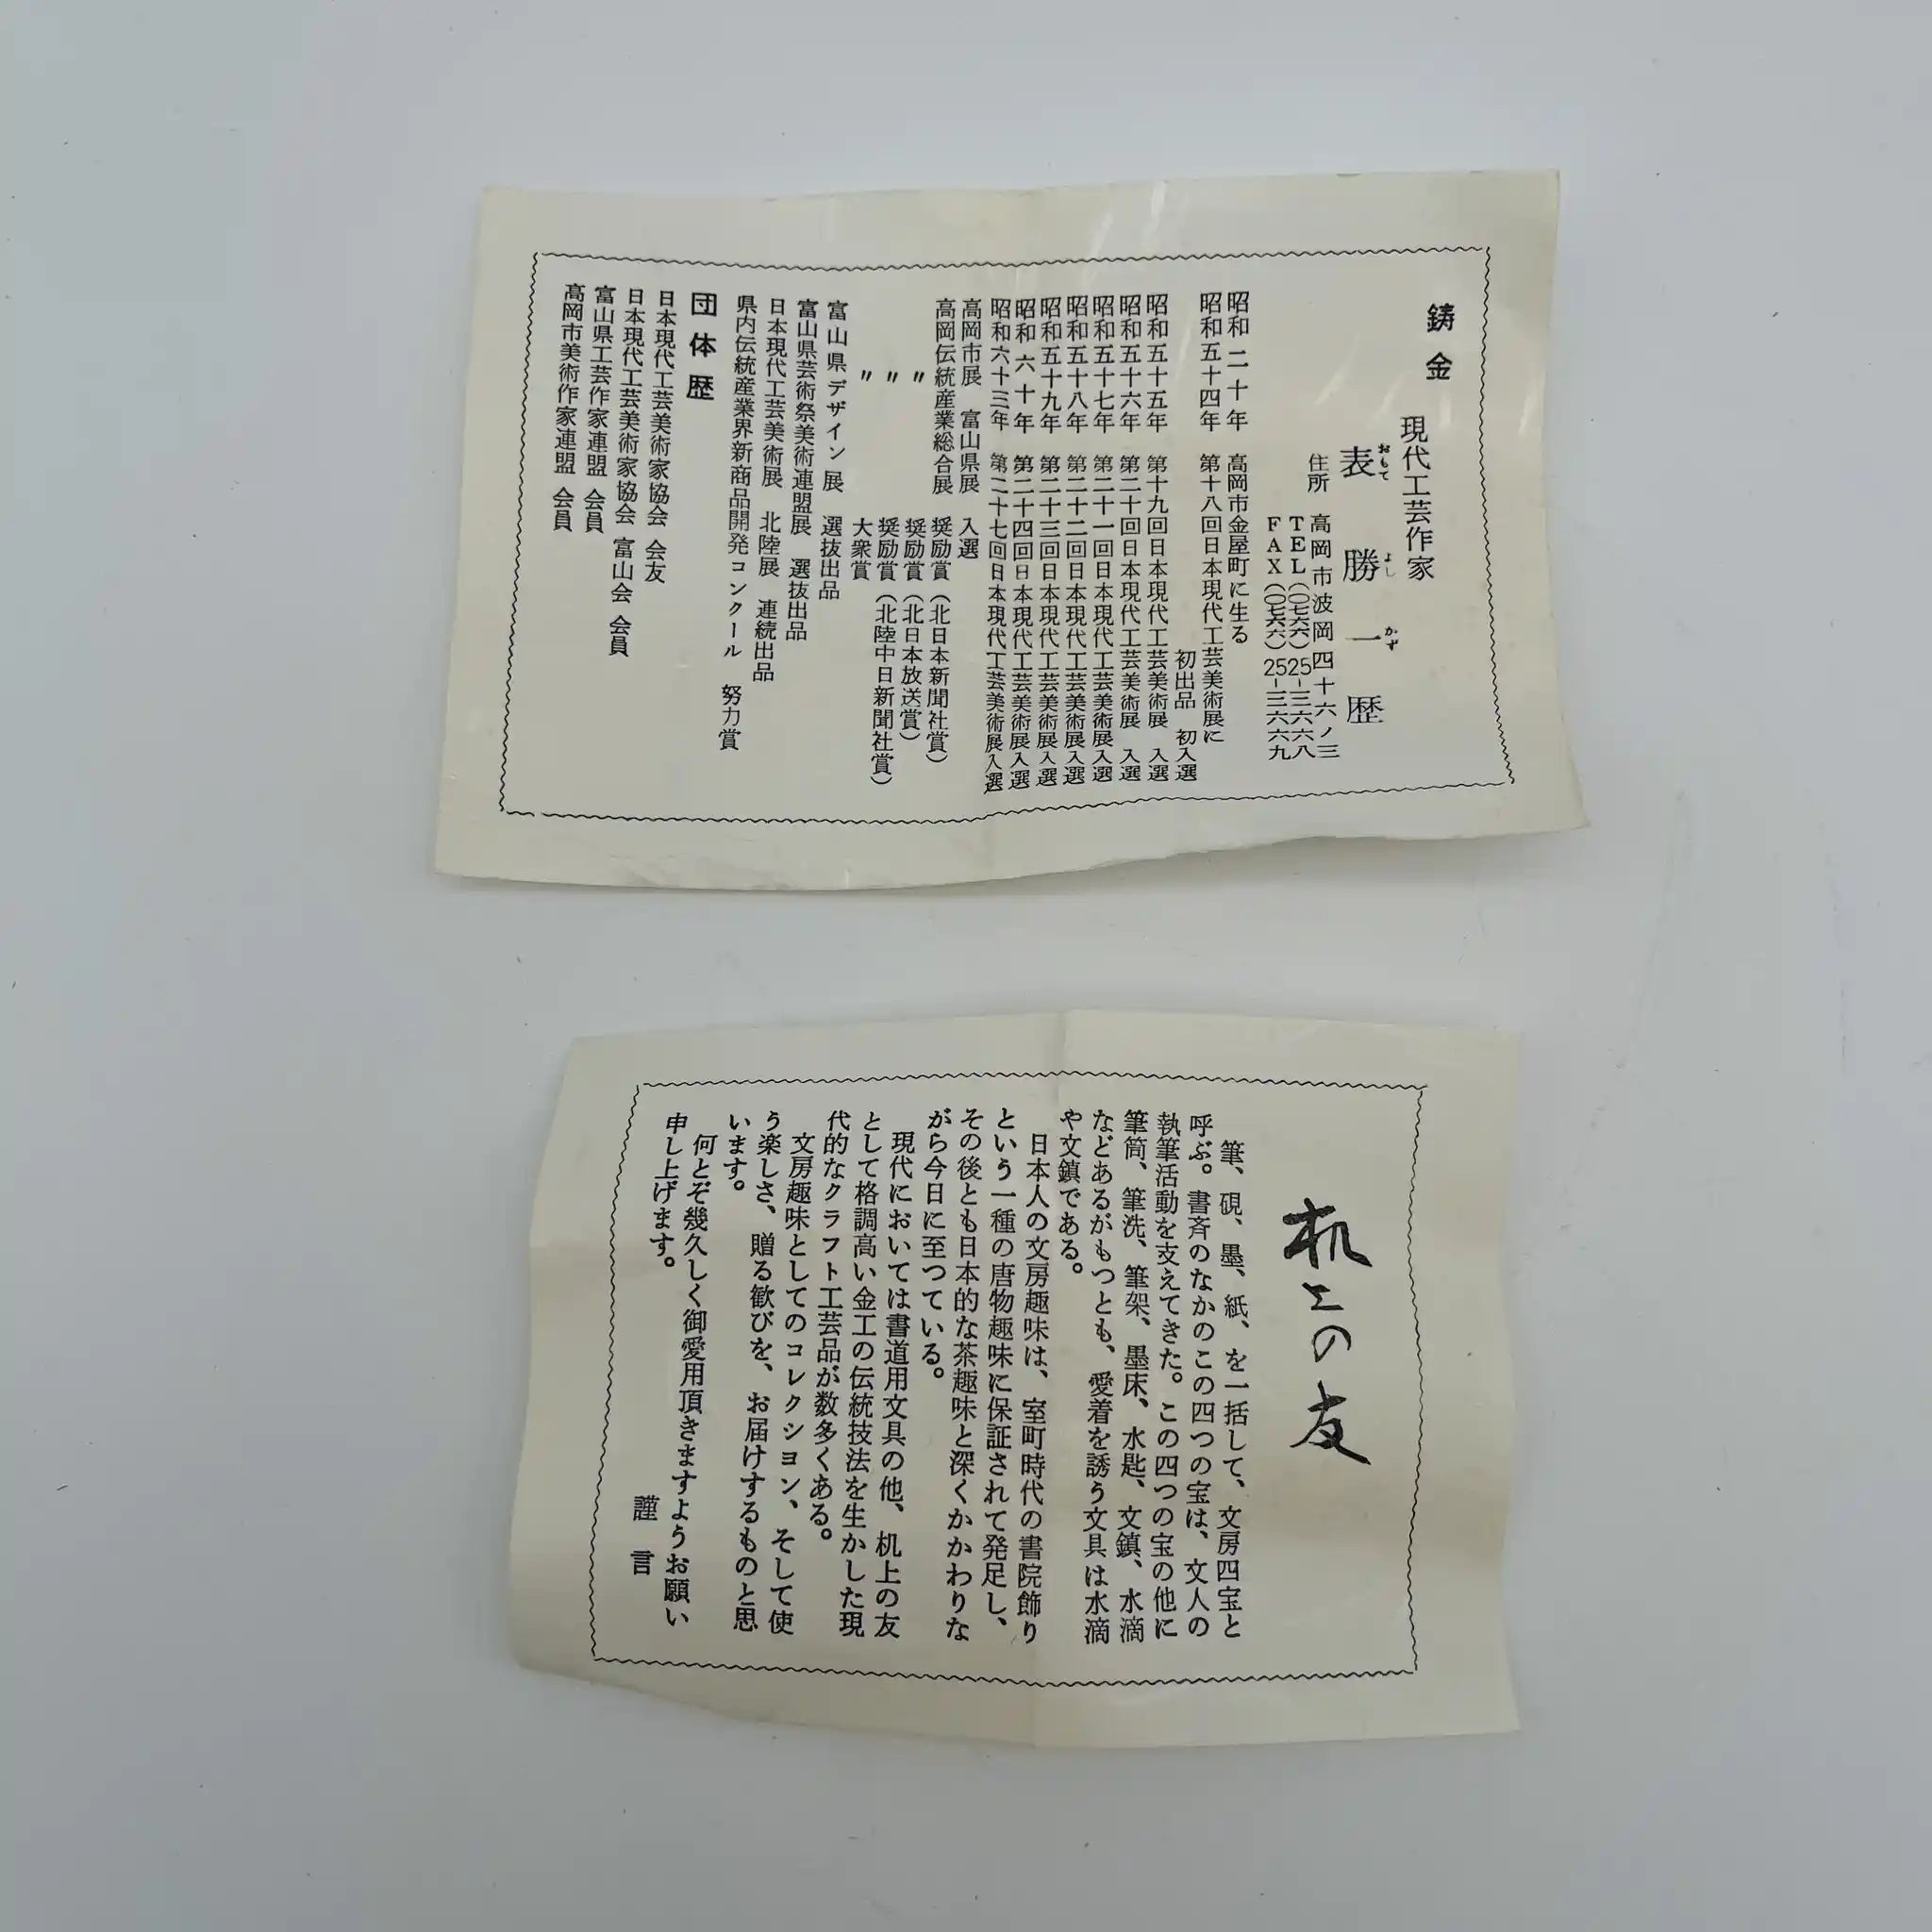 鋳金
現代工芸作家
表勝一歴
おもて よし かず
住所 高岡市波岡四十六ノ三
TEL(〇七六六)25-三六六八
FAX(〇七六六)25-三六六九
昭和二十年 高岡市金屋町に生る
昭和五十四年 第十八回日本現代工芸美術展に
初出品 初入選
昭和五十五年 第十九回日本現代工芸美術展 入選
昭和五十六年 第二十回日本現代工芸美術展 入選
昭和五十七年 第二十一回日本現代工芸美術展入選
昭和五十八年 第二十二回日本現代工芸美術展入選
昭和五十九年 第二十三回日本現代工芸美術展入選
昭和六十年 第二十四回日本現代工芸美術展入選
昭和六十三年 第二十七回日本現代工芸美術展入選
高岡市展 富山県展 入選
高岡伝統産業総合展 奨励賞(北日本新聞社賞)
〃 奨励賞(北日本放送賞)
〃 奨励賞(北陸中日新聞社賞)
〃 大衆賞
富山県デザイン展 選抜出品
富山県芸術祭美術連盟展 選抜出品
日本現代工芸美術展 北陸展 連続出品
県内伝統産業界新商品開発コンクール 努力賞
団体歴
日本現代工芸美術家協会 会友
日本現代工芸美術家協会 富山会 会員
富山県工芸作家連盟 会員
高岡市美術作家連盟 会員
机上の友
筆、硯、墨、紙、を一括して、文房四宝と
呼ぶ。書斉のなかのこの四つの宝は、文人の
執筆活動を支えてきた。この四つの宝の他に
筆筒、筆洗、筆架、墨床、水匙、文鎮、水滴
などあるがもつとも、愛着を誘う文具は水滴
や文鎮である。
日本人の文房趣味は、室町時代の書院飾り
という一種の唐物趣味に保証されて発足し、
その後とも日本的な茶趣味と深くかかわりな
がら今日に至つている。
現代においては書道用文具の他、机上の友
として格調高い金工の伝統技法を生かした現
代的なクラフト工芸品が数多くある。
文房趣味としてのコレクシヨン、そして使
う楽しさ、贈る歓びを、お届けするものと思
います。
何とぞ幾久しく御愛用頂きますようお願い
申し上げます。
謹言